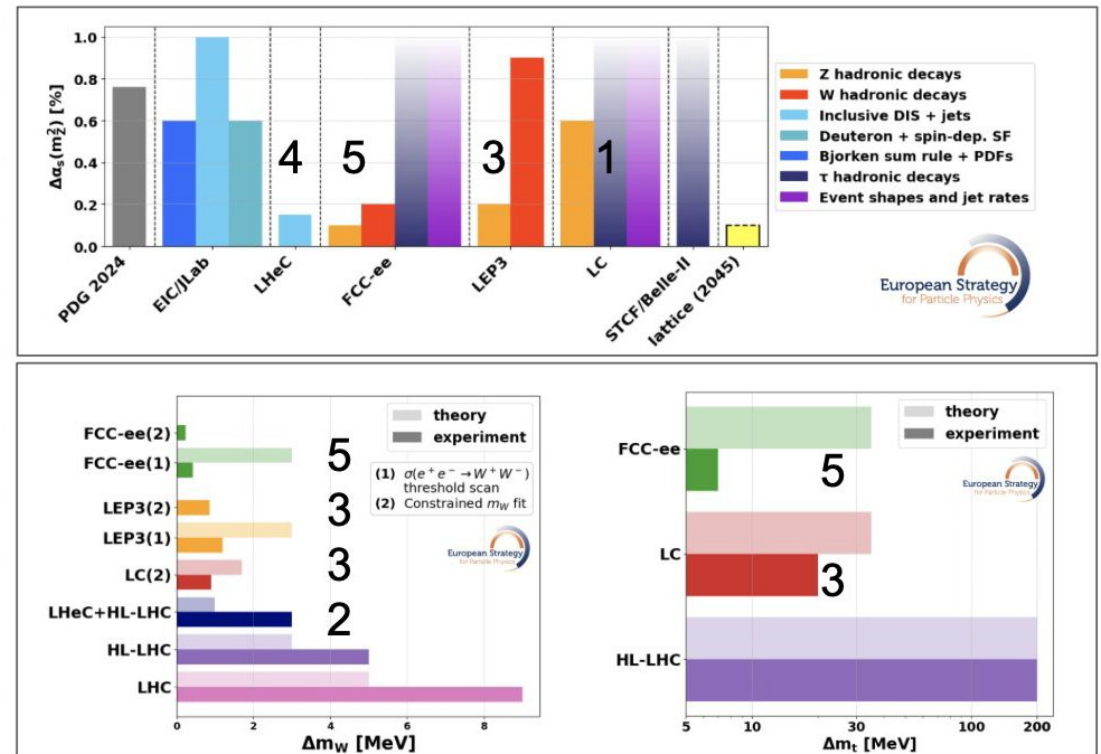 Δαs(m²Z) [%]
1.0
0.8
0.6
0.4
0.2
0.0
4
5
3
1
PDG 2024
EIC/JLab
LHeC
FCC-ee
LEP3
LC
STCF/Belle-II
lattice (2045)
Z hadronic decays
W hadronic decays
Inclusive DIS + jets
Deuteron + spin-dep. SF
Bjorken sum rule + PDFs
τ hadronic decays
Event shapes and jet rates
European Strategy
for Particle Physics
FCC-ee(2)
FCC-ee(1)
LEP3(2)
LEP3(1)
LC(2)
LHeC+HL-LHC
HL-LHC
LHC
5
3
3
2
theory
experiment
(1) σ(e⁺e⁻ → W⁺W⁻)
threshold scan
(2) Constrained mW fit
European Strategy
for Particle Physics
0 2 4 6 8
ΔmW [MeV]
FCC-ee
LC
HL-LHC
5
3
theory
experiment
European Strategy
for Particle Physics
5 10 30 100 200
Δmt [MeV]